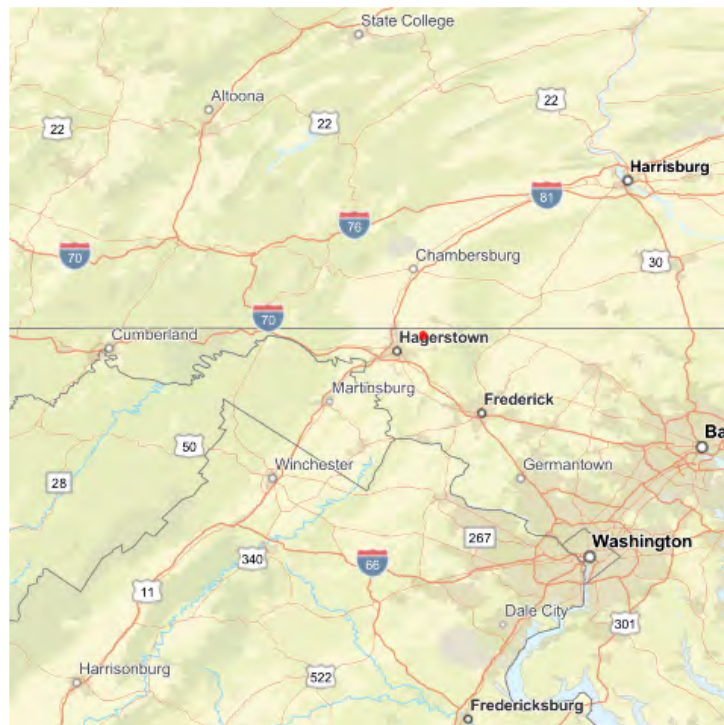 State College
Altoona
22
22
22
Harrisburg
81
76
70
Chambersburg
30
70
Cumberland
Hagerstown
Martinsburg
Frederick
Ba
50
Winchester
Germantown
28
267
Washington
340
66
11
Dale City
301
Harrisonburg
522
Fredericksburg